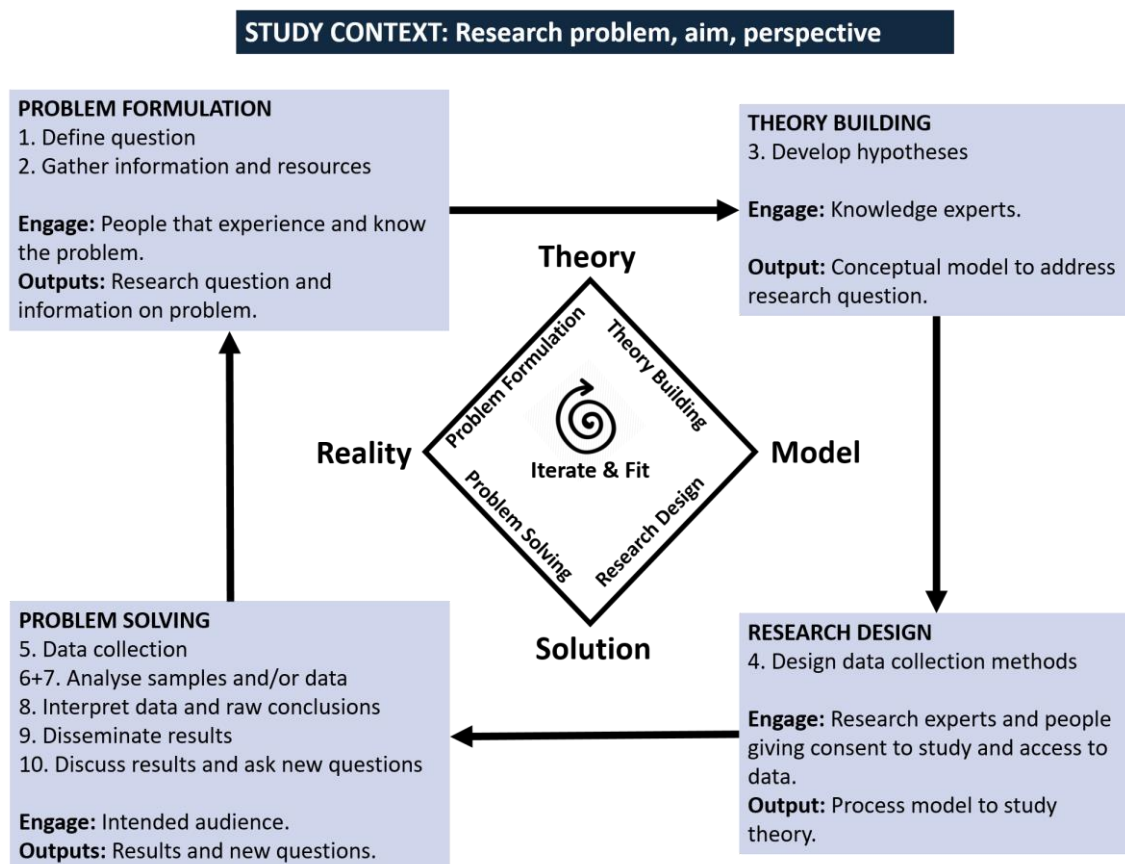 STUDY CONTEXT: Research problem, aim, perspective
PROBLEM FORMULATION
1. Define question
2. Gather information and resources
Engage: People that experience and know
the problem.
Outputs: Research question and
information on problem.
THEORY BUILDING
3. Develop hypotheses
Engage: Knowledge experts.
Output: Conceptual model to address
research question.
Theory
Problem Formulation
Theory Building
Reality
Iterate & Fit
Model
Problem Solving
Research Design
Solution
PROBLEM SOLVING
5. Data collection
6+7. Analyse samples and/or data
8. Interpret data and raw conclusions
9. Disseminate results
10. Discuss results and ask new questions
Engage: Intended audience.
Outputs: Results and new questions.
RESEARCH DESIGN
4. Design data collection methods
Engage: Research experts and people
giving consent to study and access to
data.
Output: Process model to study
theory.